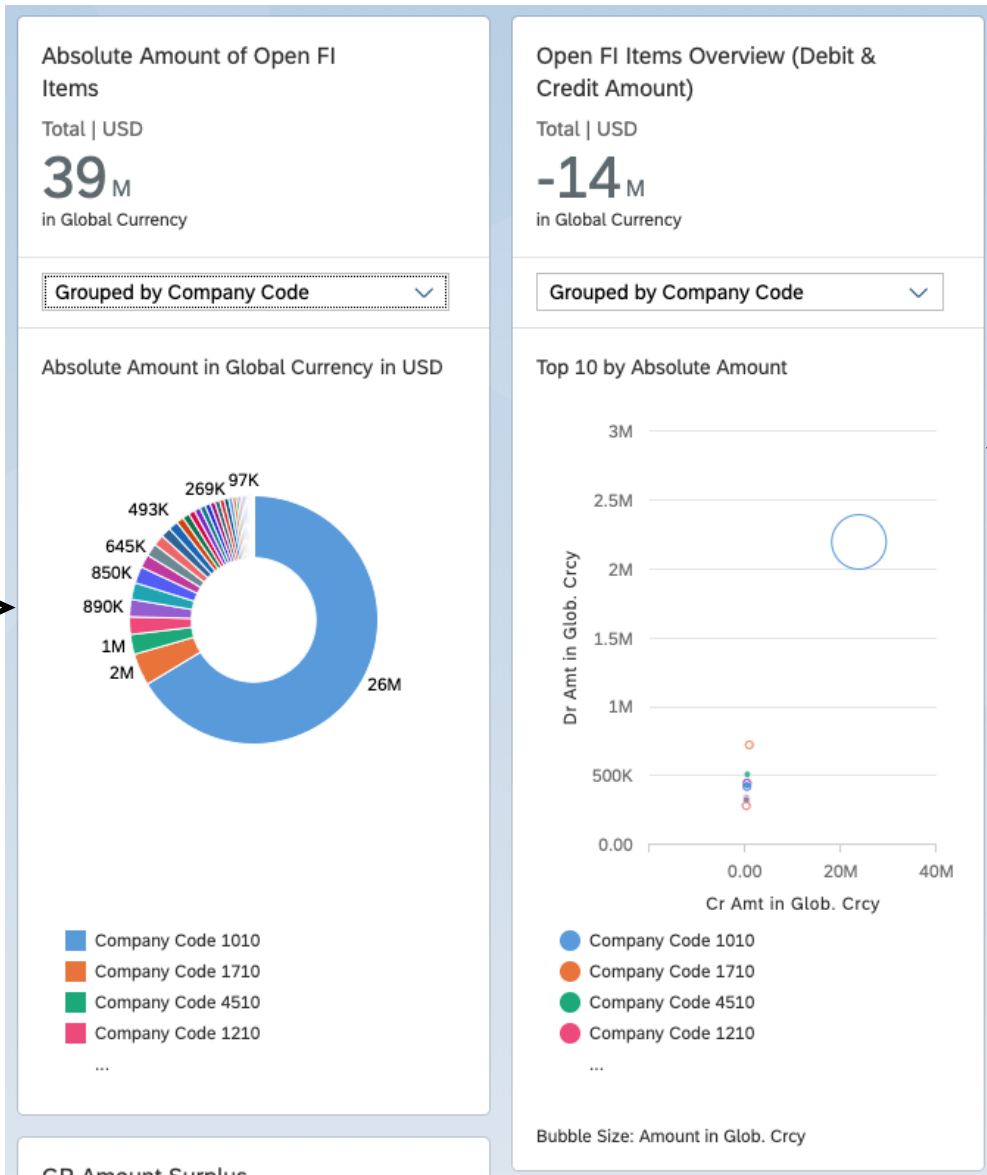 Absolute Amount of Open FI
Items
Total | USD
39 M
in Global Currency
Grouped by Company Code
Absolute Amount in Global Currency in USD
97K
269K
493K
645K
850K
890K
1M
2M
26M
Company Code 1010
Company Code 1710
Company Code 4510
Company Code 1210
...
GR Amount Surplus
Open FI Items Overview (Debit &
Credit Amount)
Total | USD
-14 M
in Global Currency
Grouped by Company Code
Top 10 by Absolute Amount
Dr Amt in Glob. Crcy
3M
2.5M
2M
1.5M
1M
500K
0.00
0.00 20M 40M
Cr Amt in Glob. Crcy
Company Code 1010
Company Code 1710
Company Code 4510
Company Code 1210
...
Bubble Size: Amount in Glob. Crcy